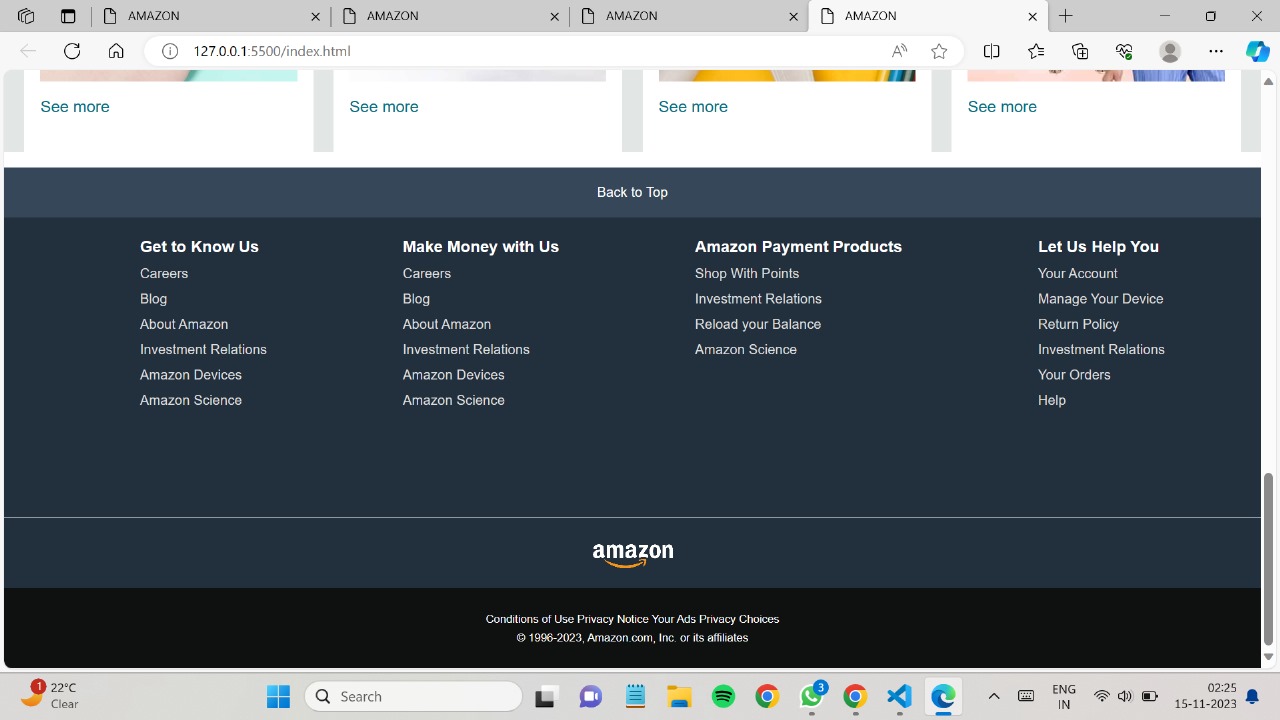 AMAZON
AMAZON
AMAZON
AMAZON
127.0.0.1:5500/index.html
See more
See more
See more
See more
Back to Top
Get to Know Us
Careers
Blog
About Amazon
Investment Relations
Amazon Devices
Amazon Science
Make Money with Us
Careers
Blog
About Amazon
Investment Relations
Amazon Devices
Amazon Science
Amazon Payment Products
Shop With Points
Investment Relations
Reload your Balance
Amazon Science
Let Us Help You
Your Account
Manage Your Device
Return Policy
Investment Relations
Your Orders
Help
amazon
Conditions of Use Privacy Notice Your Ads Privacy Choices
© 1996-2023, Amazon.com, Inc. or its affiliates
1
22°C
Clear
Search
3
ENG
IN
02:25
15-11-2023